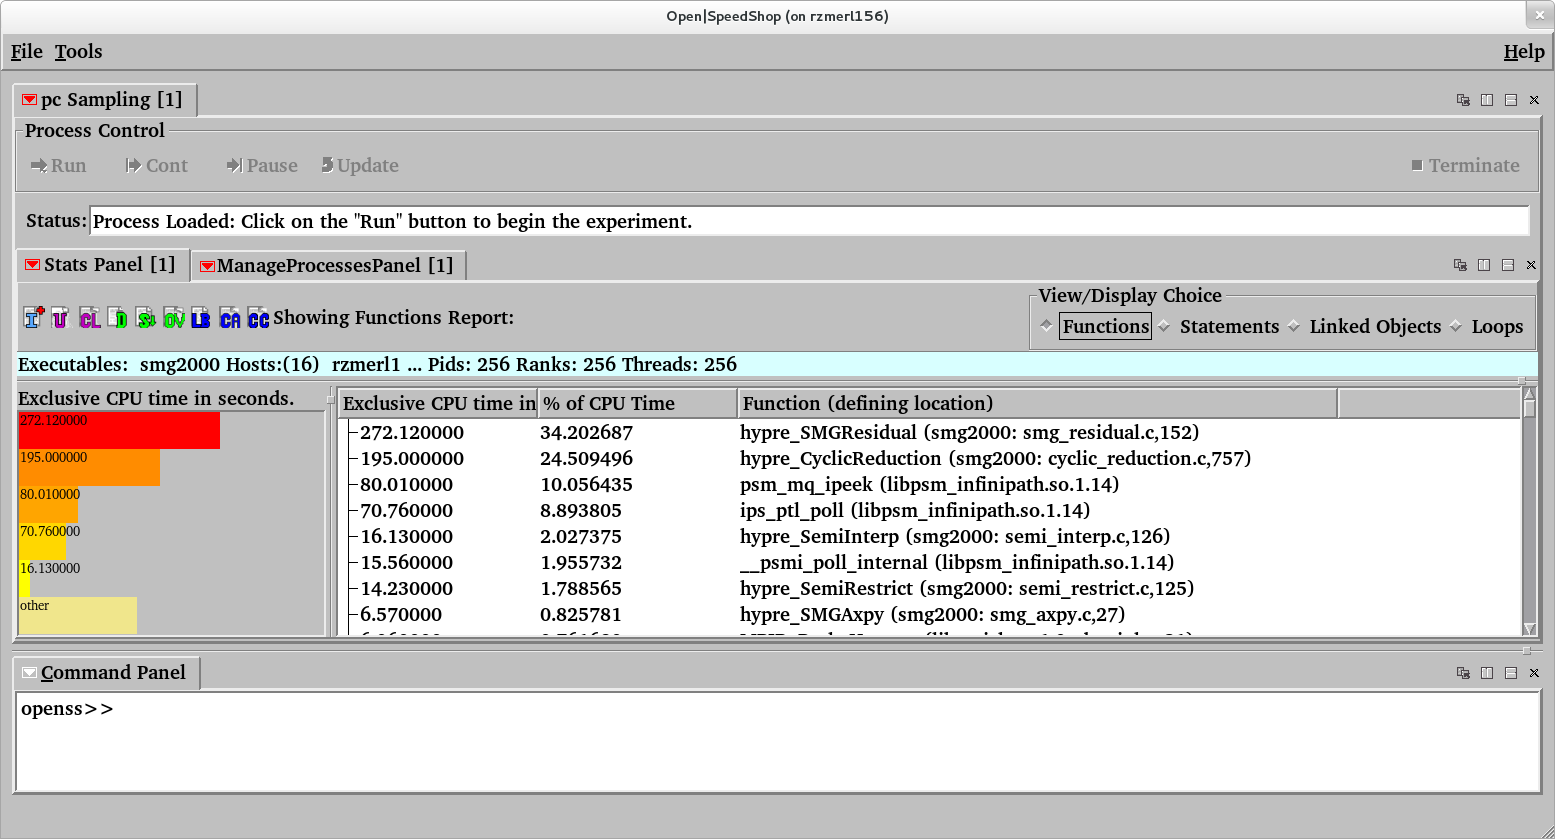 Open|SpeedShop (on rzmerl156)
File Tools Help
pc Sampling [1]
Process Control
Run Cont Pause Update Terminate
Status: Process Loaded: Click on the "Run" button to begin the experiment.
Stats Panel [1] ManageProcessesPanel [1]
View/Display Choice
I+ U CL D S↓ OV LB CA CC Showing Functions Report:
Functions Statements Linked Objects Loops
Executables: smg2000 Hosts:(16) rzmerl1 ... Pids: 256 Ranks: 256 Threads: 256
Exclusive CPU time in seconds.
272.120000
195.000000
80.010000
70.760000
16.130000
other
Exclusive CPU time in % of CPU Time Function (defining location)
272.120000 34.202687 hypre_SMGResidual (smg2000: smg_residual.c,152)
195.000000 24.509496 hypre_CyclicReduction (smg2000: cyclic_reduction.c,757)
80.010000 10.056435 psm_mq_ipeek (libpsm_infinipath.so.1.14)
70.760000 8.893805 ips_ptl_poll (libpsm_infinipath.so.1.14)
16.130000 2.027375 hypre_SemiInterp (smg2000: semi_interp.c,126)
15.560000 1.955732 __psmi_poll_internal (libpsm_infinipath.so.1.14)
14.230000 1.788565 hypre_SemiRestrict (smg2000: semi_restrict.c,125)
6.570000 0.825781 hypre_SMGAxpy (smg2000: smg_axpy.c,27)
Command Panel
openss>>